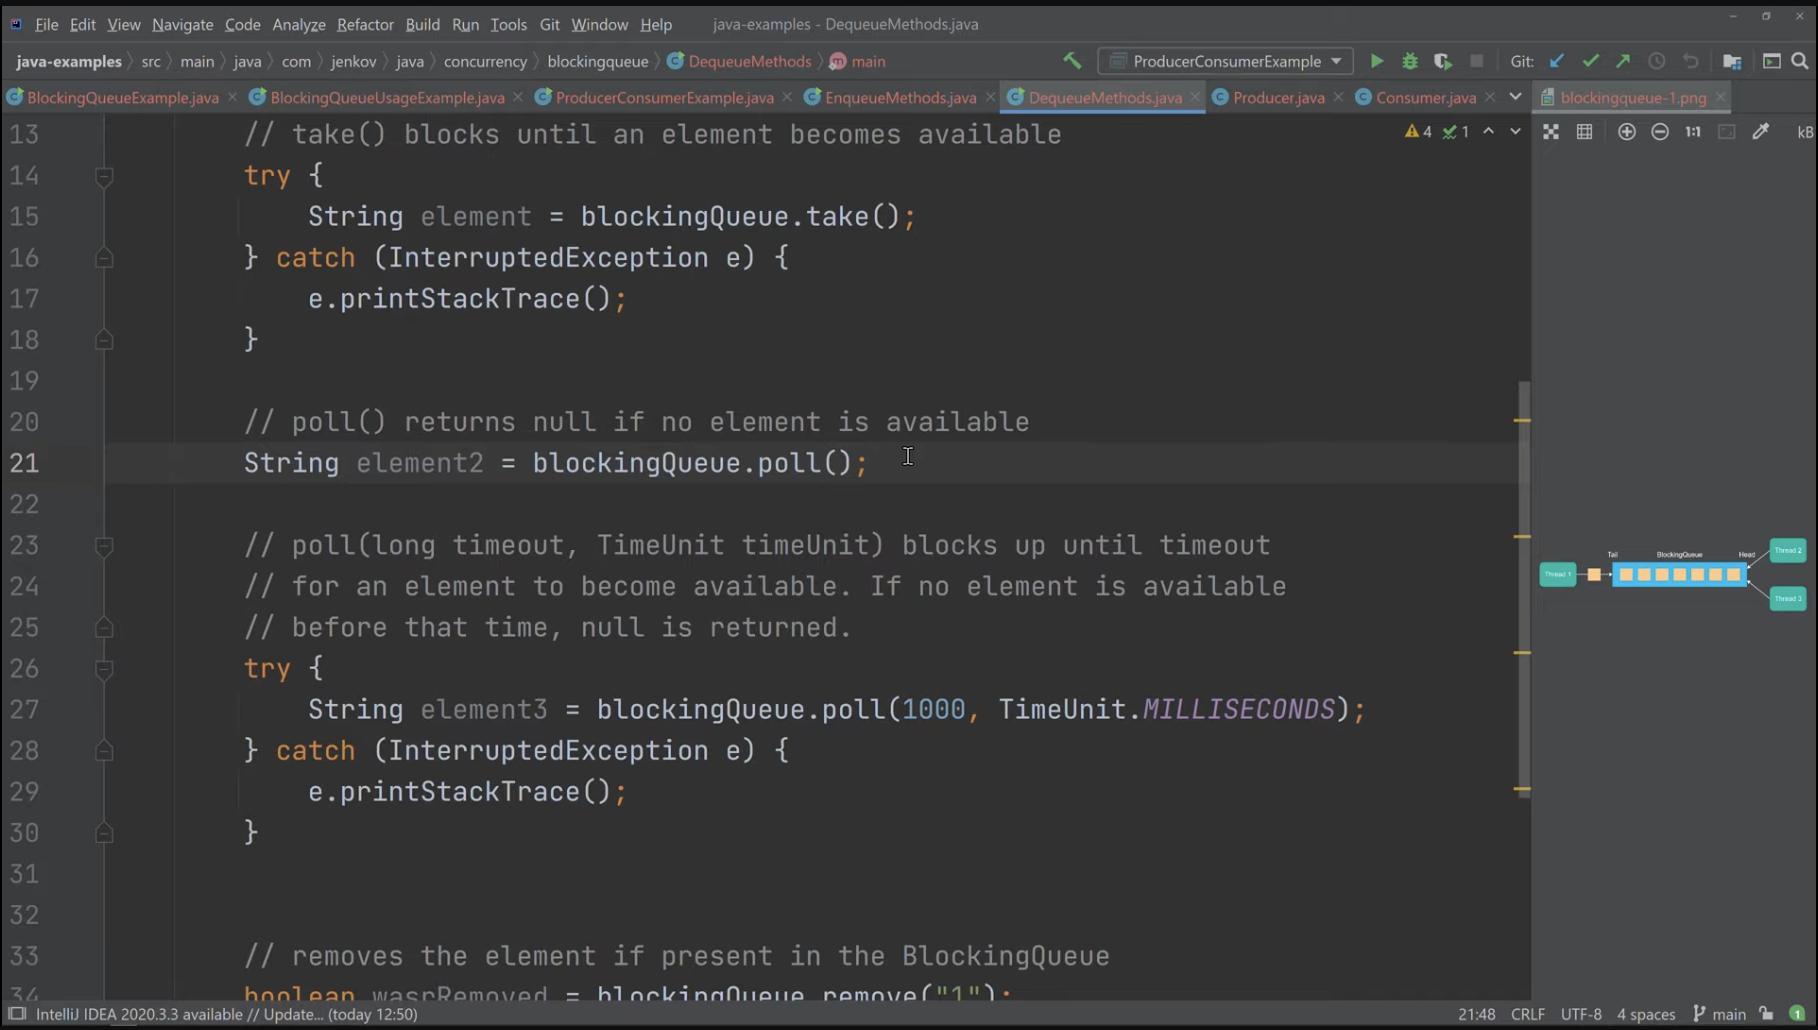 File Edit View Navigate Code Analyze Refactor Build Run Tools Git Window Help java-examples - DequeueMethods.java
java-examples src main java com jenkov java concurrency blockingqueue DequeueMethods main ProducerConsumerExample Git:
BlockingQueueExample.java BlockingQueueUsageExample.java ProducerConsumerExample.java EnqueueMethods.java DequeueMethods.java Producer.java Consumer.java blockingqueue-1.png
4 1 1:1 kB
13 // take() blocks until an element becomes available
14 try {
15 String element = blockingQueue.take();
16 } catch (InterruptedException e) {
17 e.printStackTrace();
18 }
19
20 // poll() returns null if no element is available
21 String element2 = blockingQueue.poll();
22
23 // poll(long timeout, TimeUnit timeUnit) blocks up until timeout
24 // for an element to become available. If no element is available
25 // before that time, null is returned.
26 try {
27 String element3 = blockingQueue.poll(1000, TimeUnit.MILLISECONDS);
28 } catch (InterruptedException e) {
29 e.printStackTrace();
30 }
31
32
33 // removes the element if present in the BlockingQueue
34 boolean wasrRemoved = blockingQueue.remove("1");
Tail BlockingQueue Head
Thread 1
Thread 2
Thread 3
IntelliJ IDEA 2020.3.3 available // Update... (today 12:50) 21:48 CRLF UTF-8 4 spaces main 1